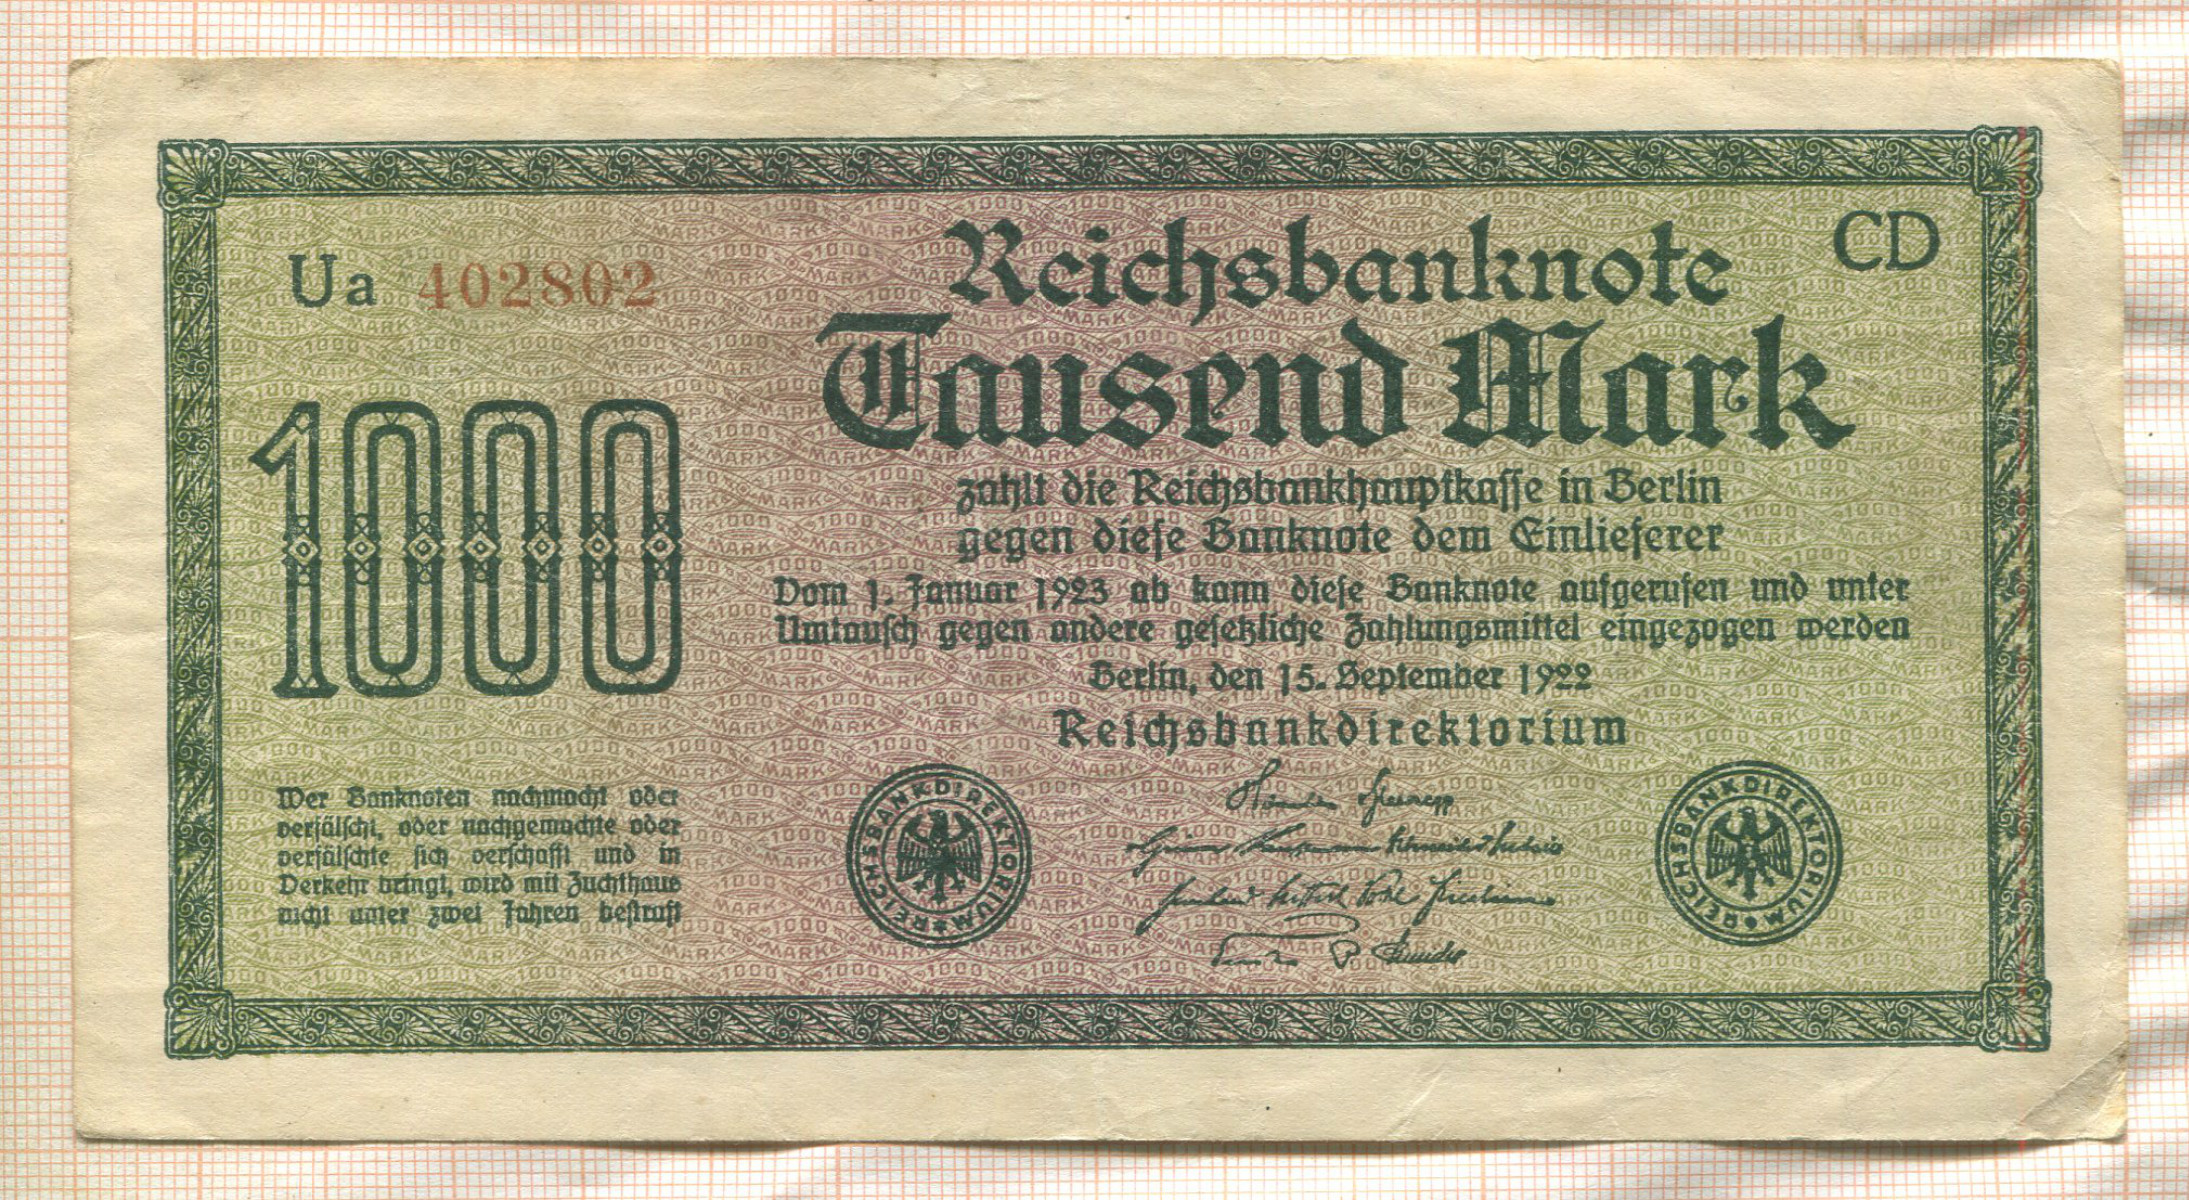 Ua 402802
CD
Reichsbanknote
Tausend Mark
1000
zahlt die Reichsbankhauptkasse in Berlin
gegen diese Banknote dem Einlieferer
Vom 1. Januar 1923 ab kann diese Banknote aufgerufen und unter
Umtausch gegen andere gesetzliche Zahlungsmittel eingezogen werden
Berlin, den 15. September 1922
Reichsbankdirektorium
Wer Banknoten nachmacht oder
verfälscht, oder nachgemachte oder
verfälschte sich verschafft und in
Verkehr bringt, wird mit Zuchthaus
nicht unter zwei Jahren bestraft
REICHSBANKDIREKTORIUM
REICHSBANKDIREKTORIUM